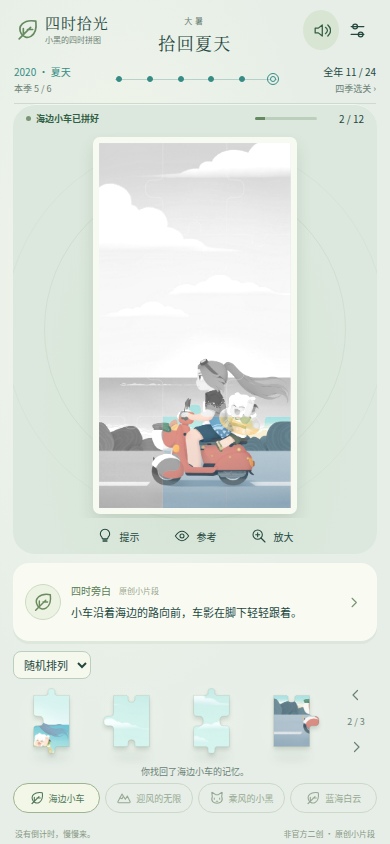 四时拾光
小黑的四时拼图
大暑
拾回夏天
2020 · 夏天
本季 5 / 6
全年 11 / 24
四季选关 ›
海边小车已拼好
2 / 12
提示
参考
放大
四时旁白 原创小片段
小车沿着海边的路向前，车影在脚下轻轻跟着。
随机排列
2 / 3
你找回了海边小车的记忆。
海边小车
迎风的无限
乘风的小黑
蓝海白云
没有倒计时，慢慢来。
非官方二创 · 原创小片段